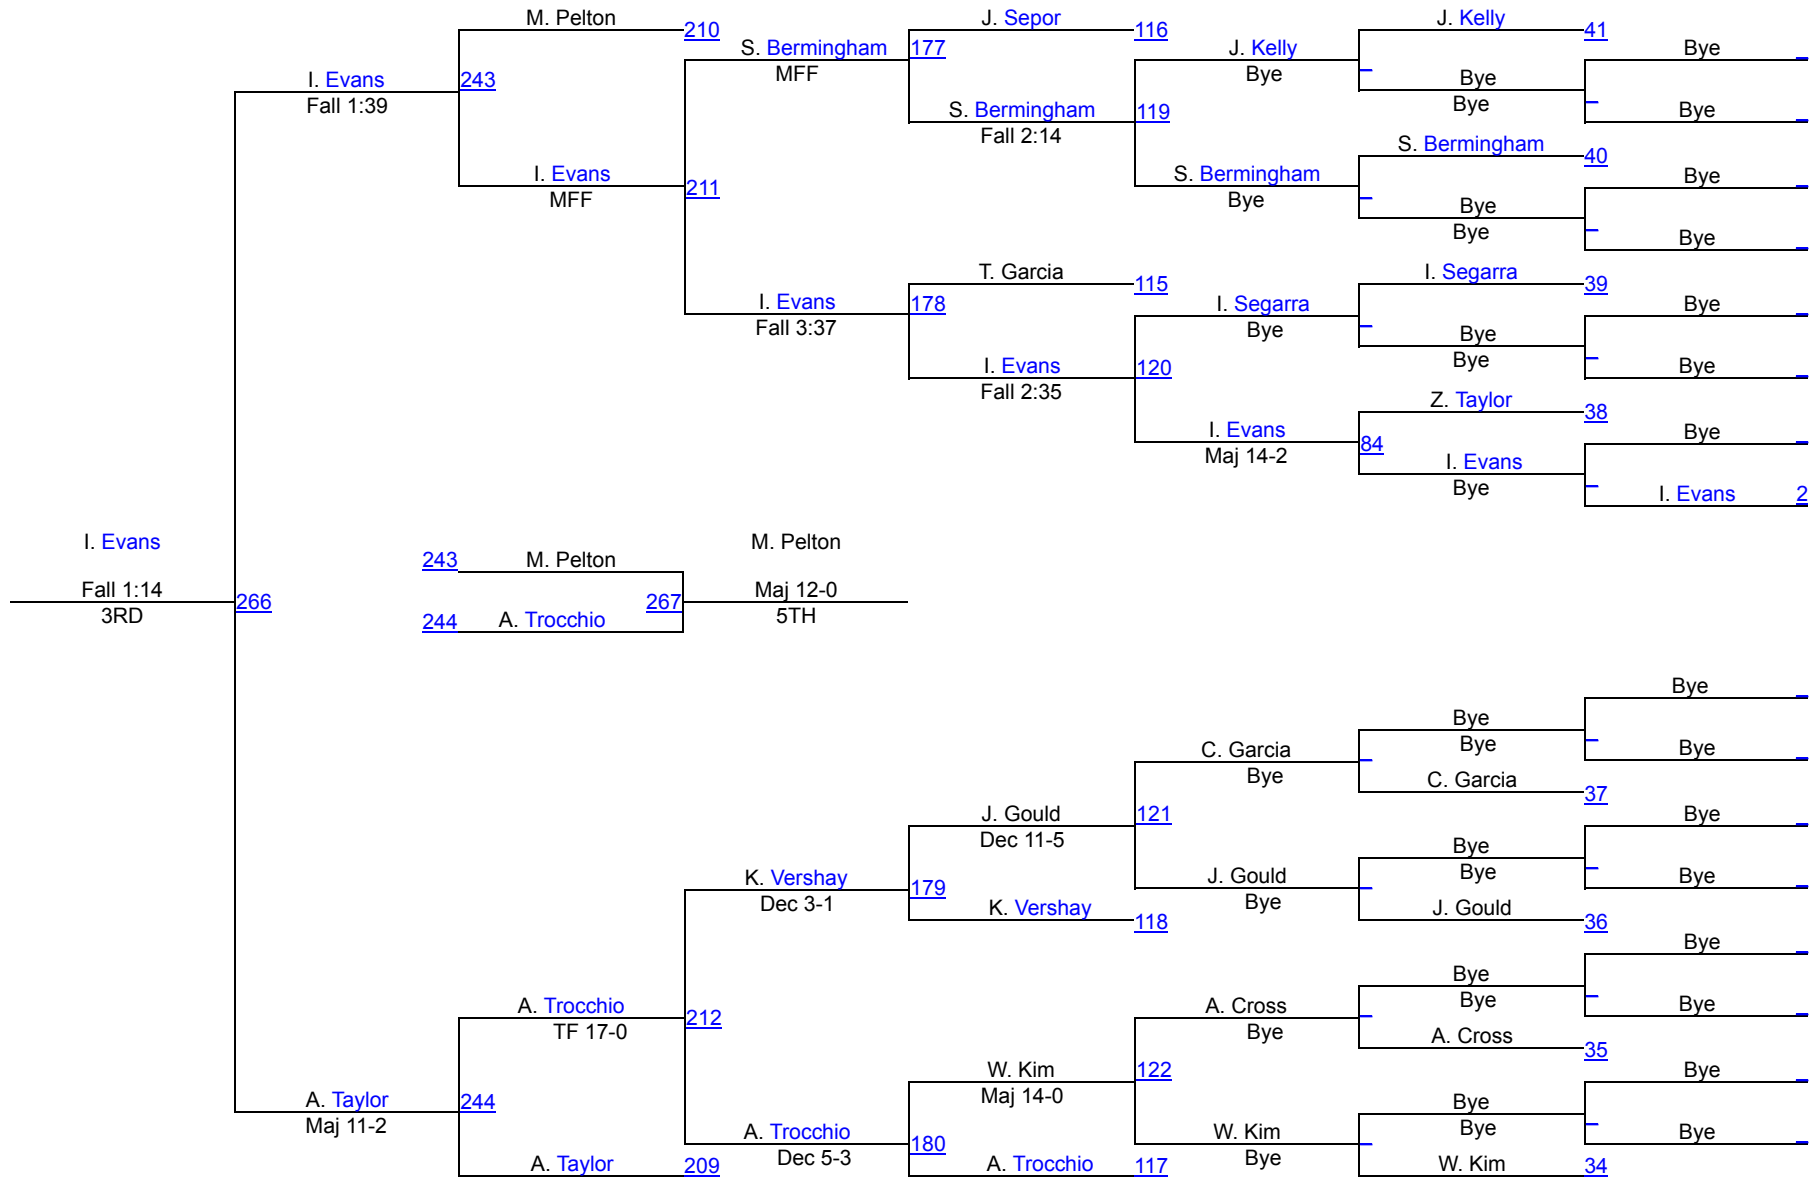 M. Pelton
210
J. Sepor
116
J. Kelly
41
S. Bermingham
MFF
177
J. Kelly
Bye
Bye
I. Evans
Fall 1:39
243
Bye
Bye
S. Bermingham
Fall 2:14
119
Bye
S. Bermingham
40
I. Evans
MFF
211
S. Bermingham
Bye
Bye
Bye
Bye
Bye
T. Garcia
115
I. Segarra
39
I. Evans
Fall 3:37
178
I. Segarra
Bye
Bye
Bye
Bye
I. Evans
Fall 2:35
120
Bye
Z. Taylor
38
I. Evans
Maj 14-2
84
Bye
I. Evans
Bye
I. Evans
2
I. Evans
Fall 1:14
3RD
266
243
M. Pelton
244
A. Trocchio
267
M. Pelton
Maj 12-0
5TH
Bye
Bye
Bye
Bye
C. Garcia
Bye
C. Garcia
37
J. Gould
Dec 11-5
121
Bye
Bye
Bye
K. Vershay
Dec 3-1
179
J. Gould
Bye
Bye
K. Vershay
118
J. Gould
36
Bye
Bye
Bye
A. Trocchio
TF 17-0
212
A. Cross
Bye
Bye
A. Cross
35
W. Kim
Maj 14-0
122
Bye
A. Taylor
Maj 11-2
244
Bye
Bye
A. Trocchio
Dec 5-3
180
W. Kim
Bye
Bye
A. Taylor
209
A. Trocchio
117
W. Kim
34